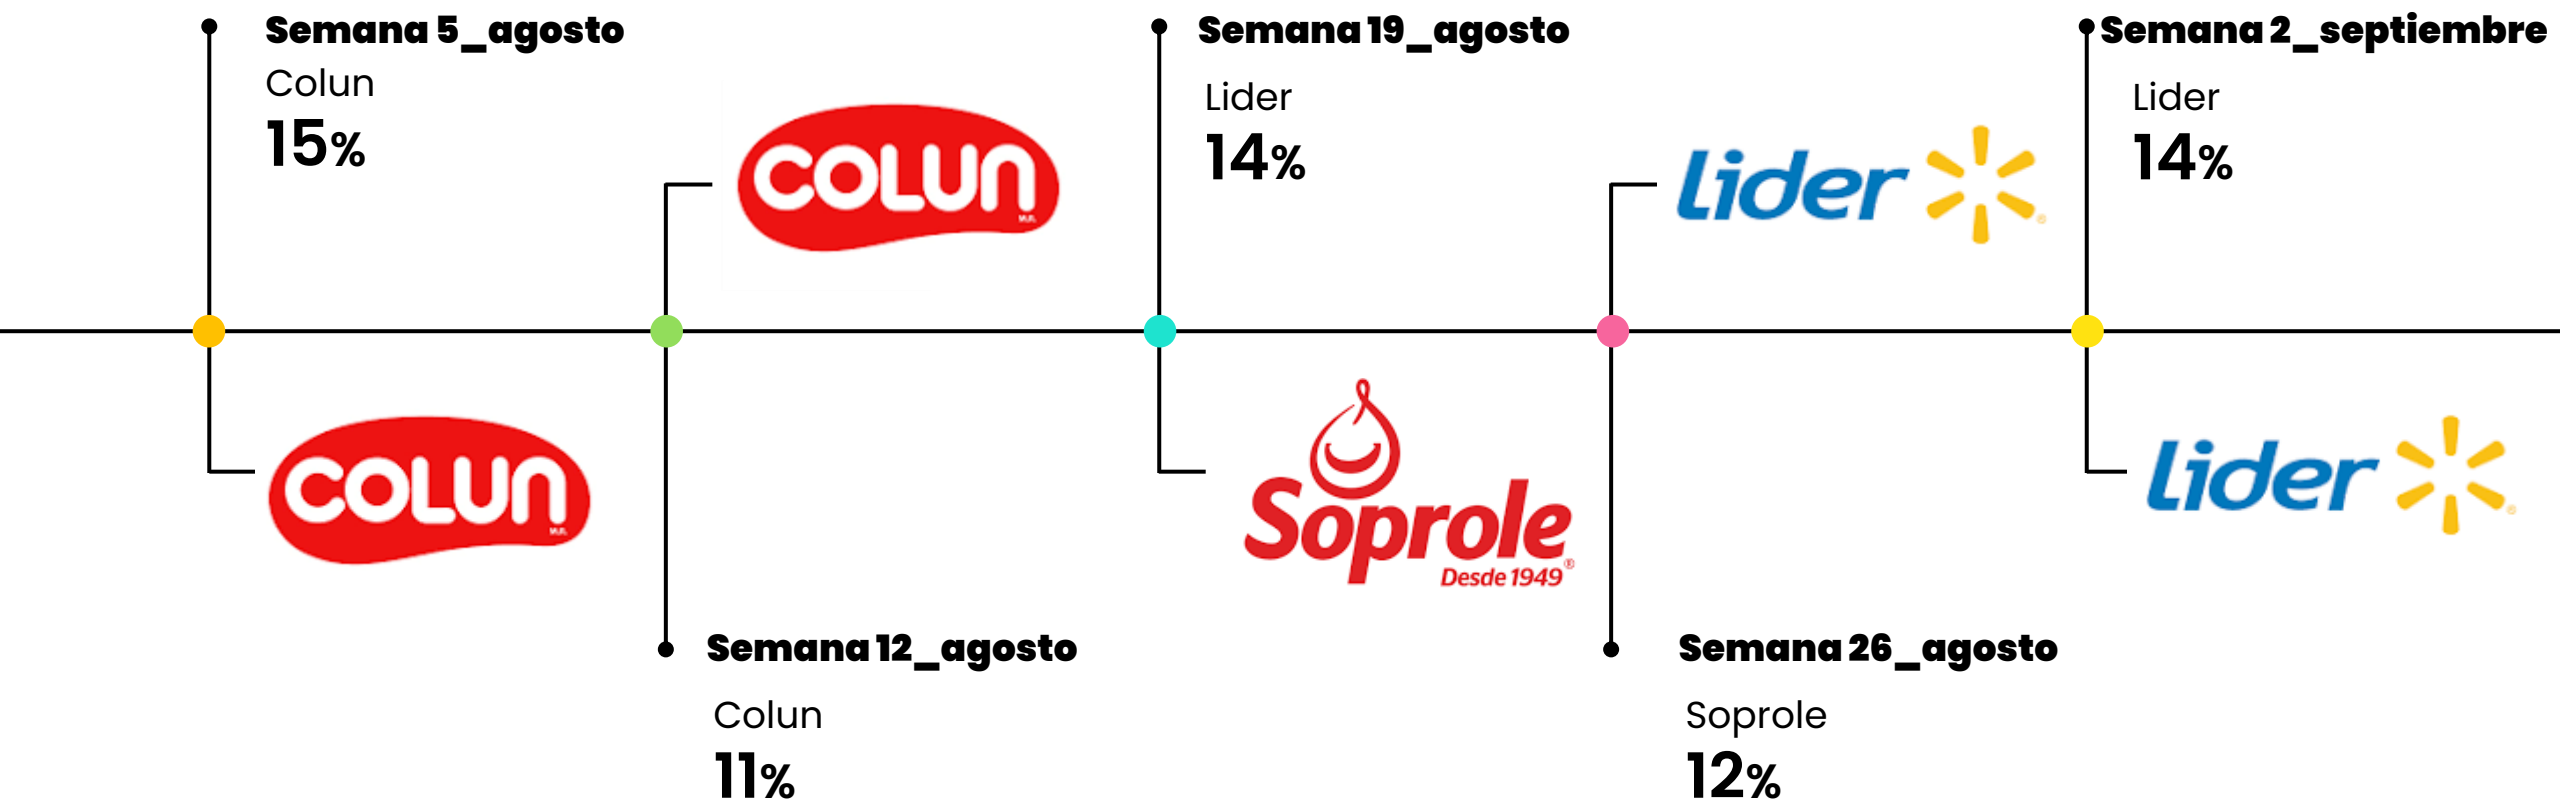 Semana 5_agosto
Colun
15%
COLUN
M.R.
Semana 12_agosto
Colun
11%
COLUN
M.R.
Semana 19_agosto
Lider
14%
Soprole
Desde 1949®
Semana 26_agosto
Soprole
12%
lider
Semana 2_septiembre
Lider
14%
lider